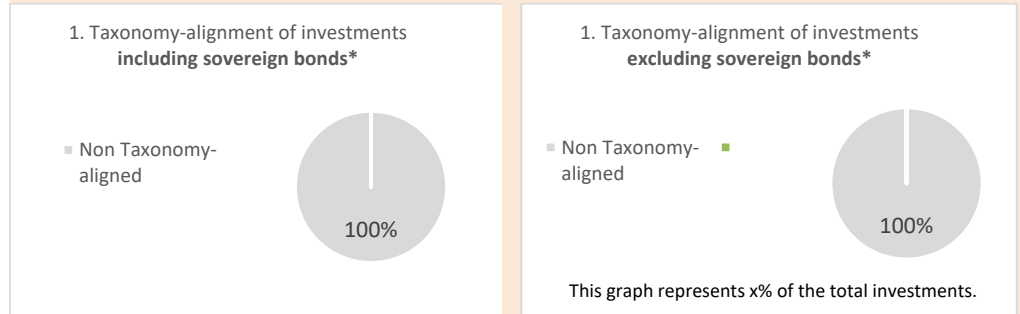 1. Taxonomy-alignment of investments
including sovereign bonds*
Non Taxonomy-
aligned
100%
1. Taxonomy-alignment of investments
excluding sovereign bonds*
Non Taxonomy-
aligned
100%
This graph represents x% of the total investments.